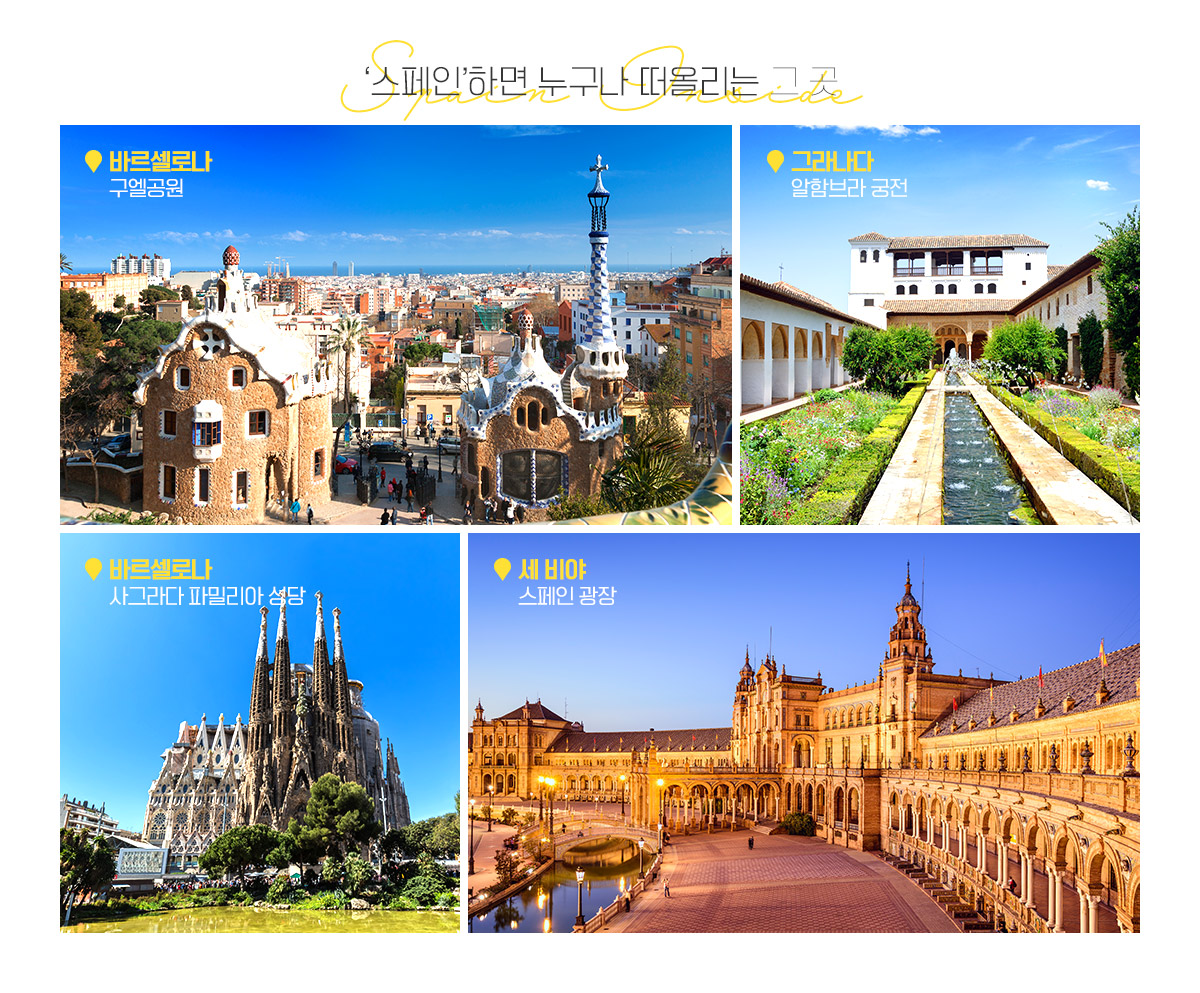 '스페인'하면 누구나 떠올리는 그 곳
Spain Inside
바르셀로나
구엘공원
그라나다
알함브라 궁전
바르셀로나
사그라다 파밀리아 성당
세 비야
스페인 광장